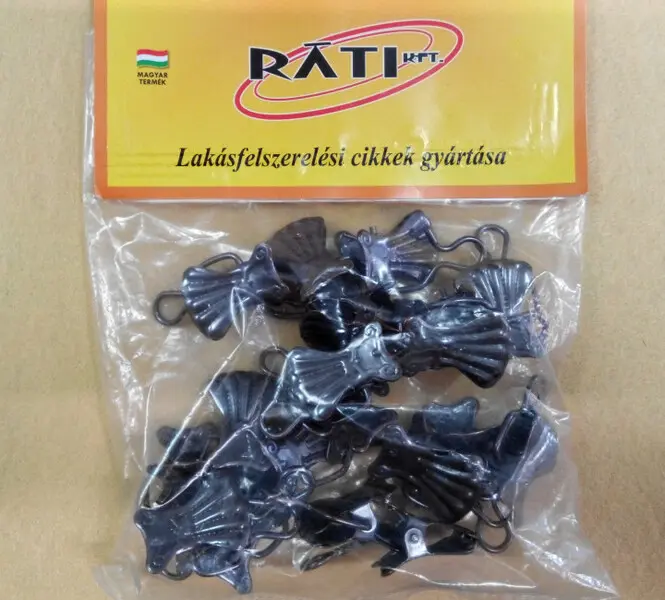 MAGYAR
TERMÉK
RÁTI KFT.
Lakásfelszerelési cikkek gyártása